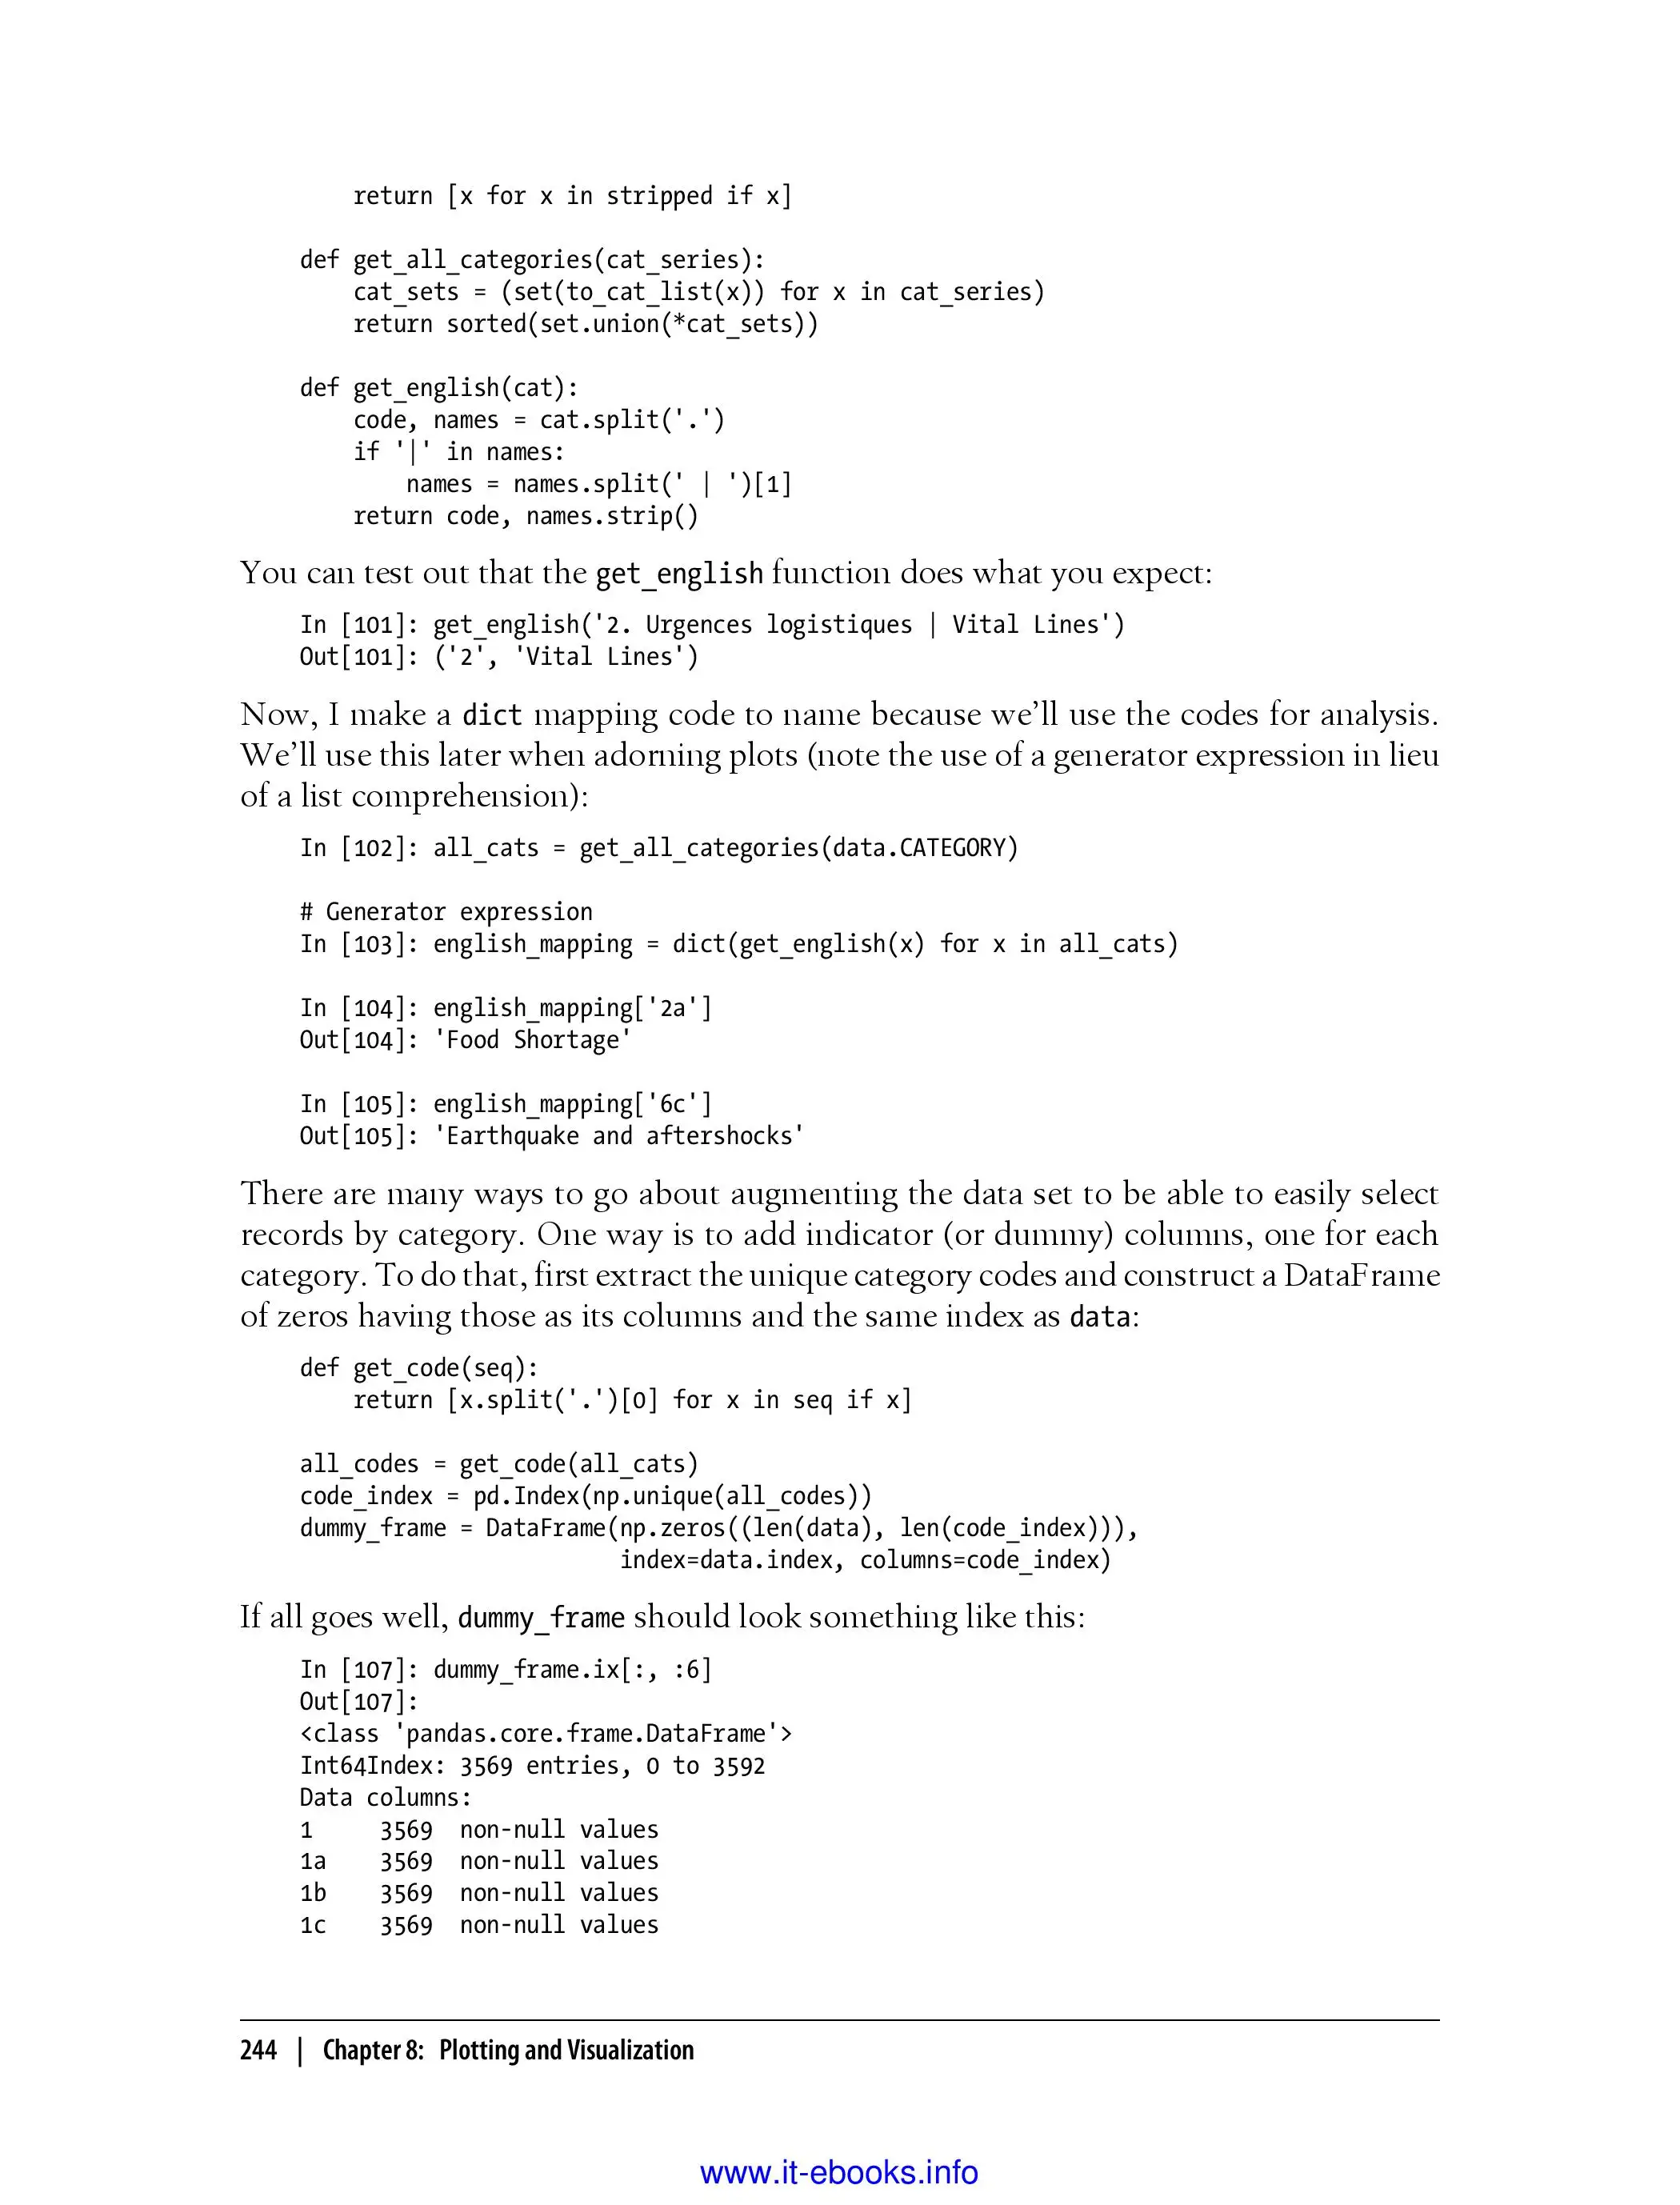 return [x for x in stripped if x]

def get_all_categories(cat_series):
    cat_sets = (set(to_cat_list(x)) for x in cat_series)
    return sorted(set.union(*cat_sets))

def get_english(cat):
    code, names = cat.split('.')
    if '|' in names:
        names = names.split(' | ')[1]
    return code, names.strip()
You can test out that the get_english function does what you expect:
In [101]: get_english('2. Urgences logistiques | Vital Lines')
Out[101]: ('2', 'Vital Lines')
Now, I make a dict mapping code to name because we’ll use the codes for analysis.
We’ll use this later when adorning plots (note the use of a generator expression in lieu
of a list comprehension):
In [102]: all_cats = get_all_categories(data.CATEGORY)

# Generator expression
In [103]: english_mapping = dict(get_english(x) for x in all_cats)

In [104]: english_mapping['2a']
Out[104]: 'Food Shortage'

In [105]: english_mapping['6c']
Out[105]: 'Earthquake and aftershocks'
There are many ways to go about augmenting the data set to be able to easily select
records by category. One way is to add indicator (or dummy) columns, one for each
category. To do that, first extract the unique category codes and construct a DataFrame
of zeros having those as its columns and the same index as data:
def get_code(seq):
    return [x.split('.')[0] for x in seq if x]

all_codes = get_code(all_cats)
code_index = pd.Index(np.unique(all_codes))
dummy_frame = DataFrame(np.zeros((len(data), len(code_index))),
                        index=data.index, columns=code_index)
If all goes well, dummy_frame should look something like this:
In [107]: dummy_frame.ix[:, :6]
Out[107]:
<class 'pandas.core.frame.DataFrame'>
Int64Index: 3569 entries, 0 to 3592
Data columns:
1     3569  non-null values
1a    3569  non-null values
1b    3569  non-null values
1c    3569  non-null values
244 | Chapter 8: Plotting and Visualization
www.it-ebooks.info